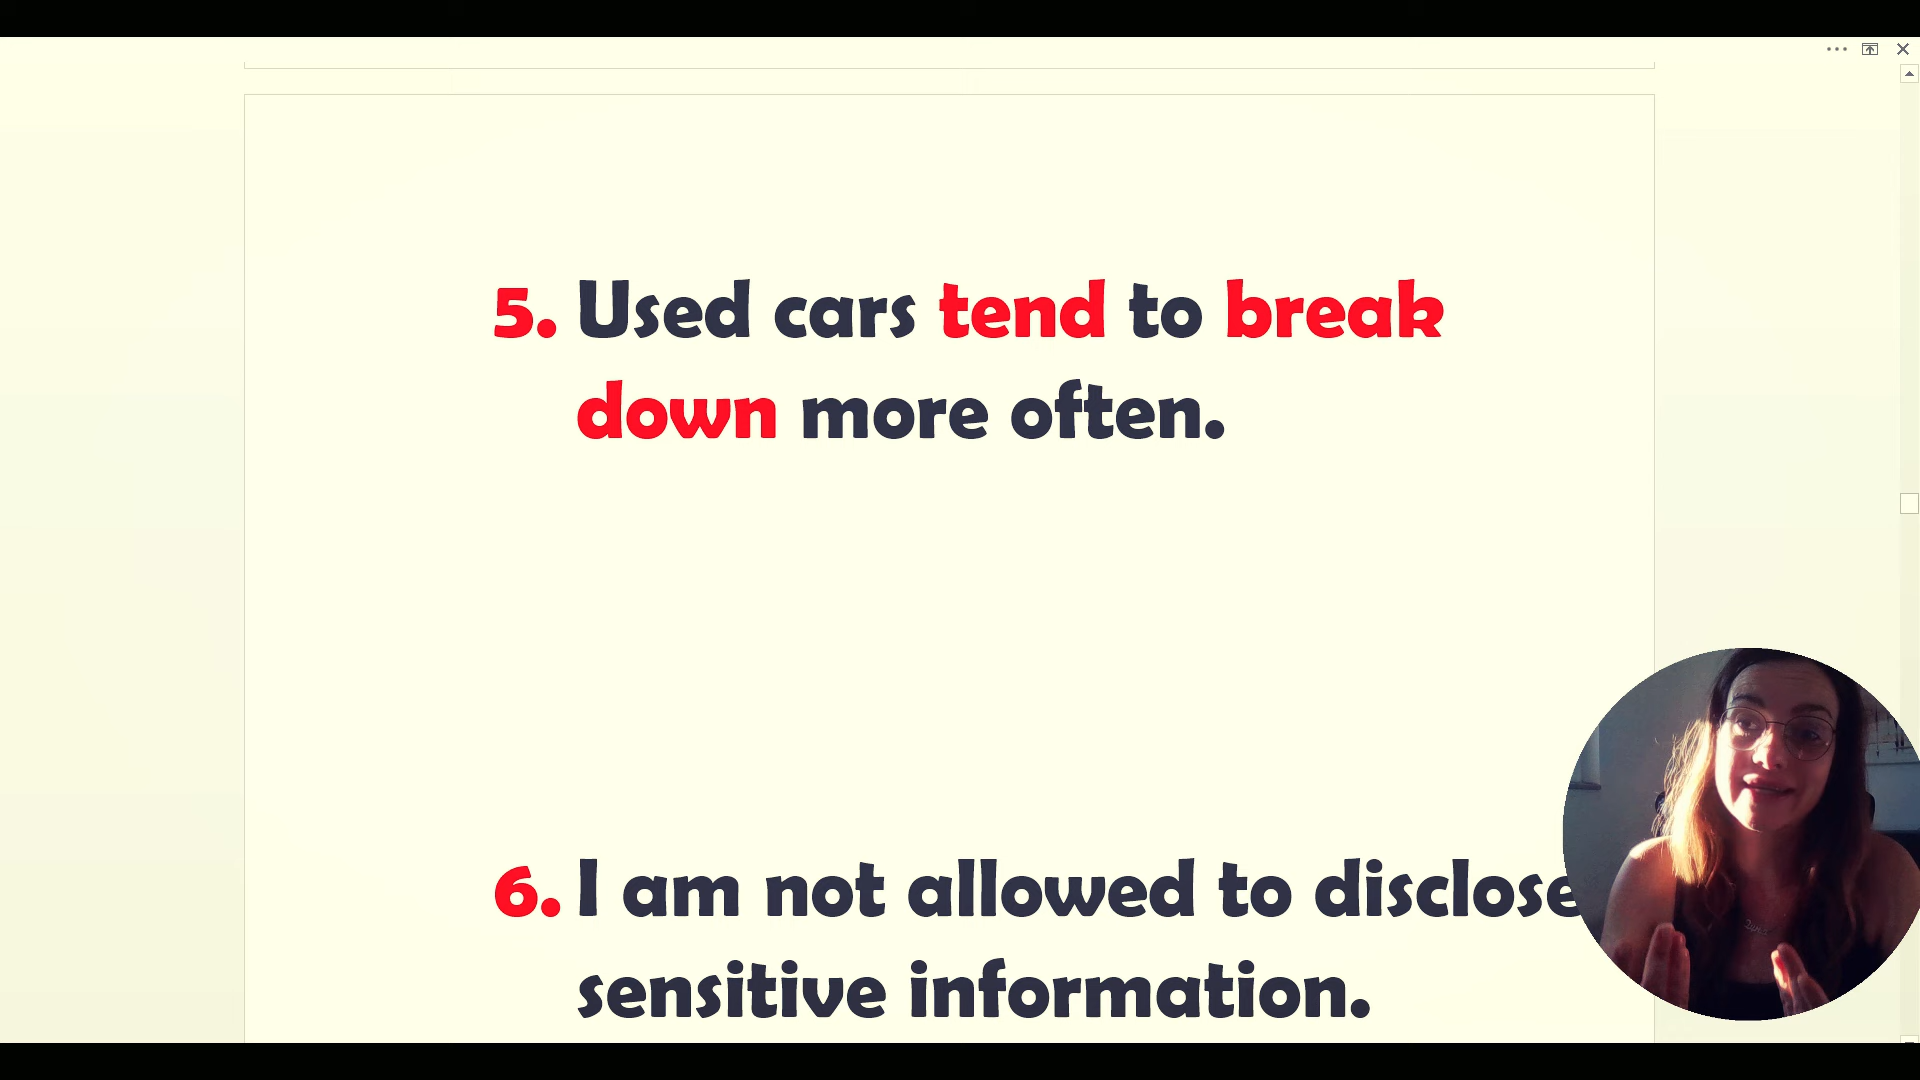 5. Used cars tend to break
down more often.
6. I am not allowed to disclose
sensitive information.